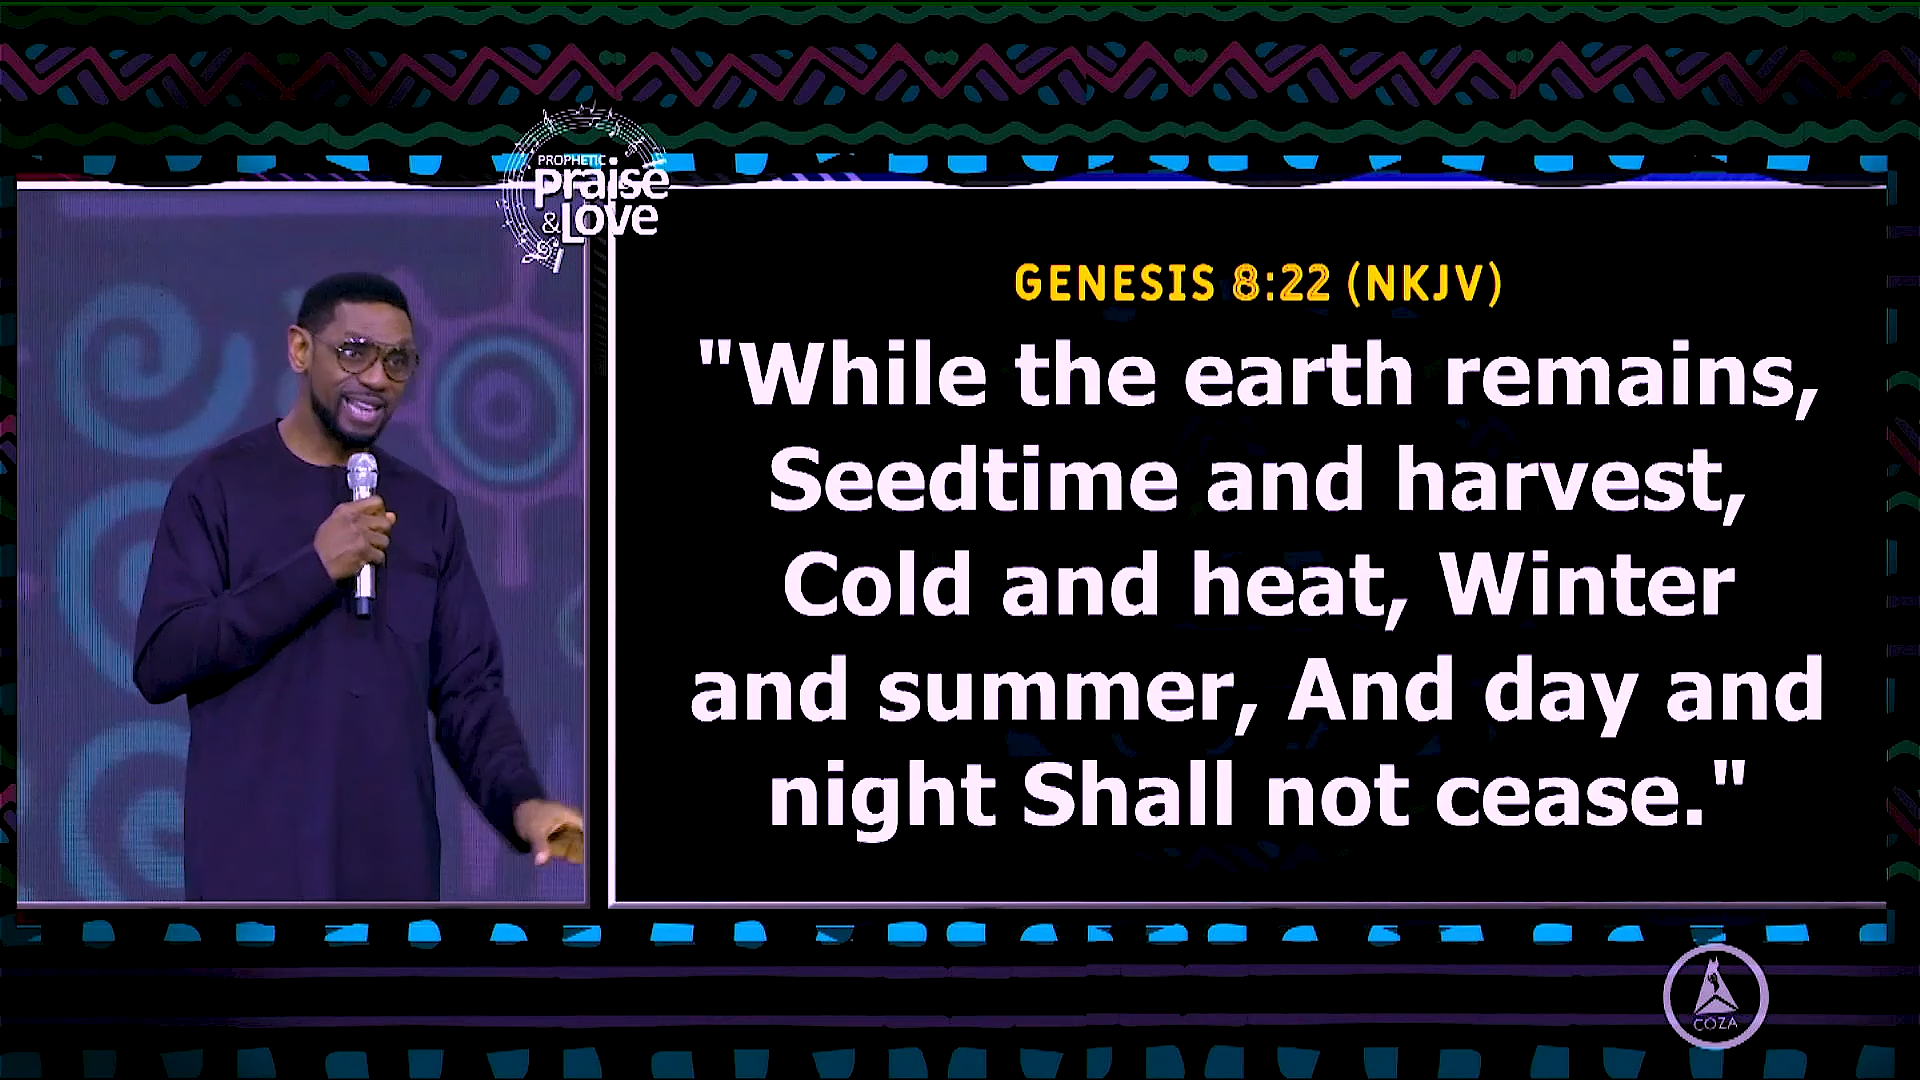 PROPHETIC
Praise
&Love
GENESIS 8:22 (NKJV)
"While the earth remains,
Seedtime and harvest,
Cold and heat, Winter
and summer, And day and
night Shall not cease."
COZA